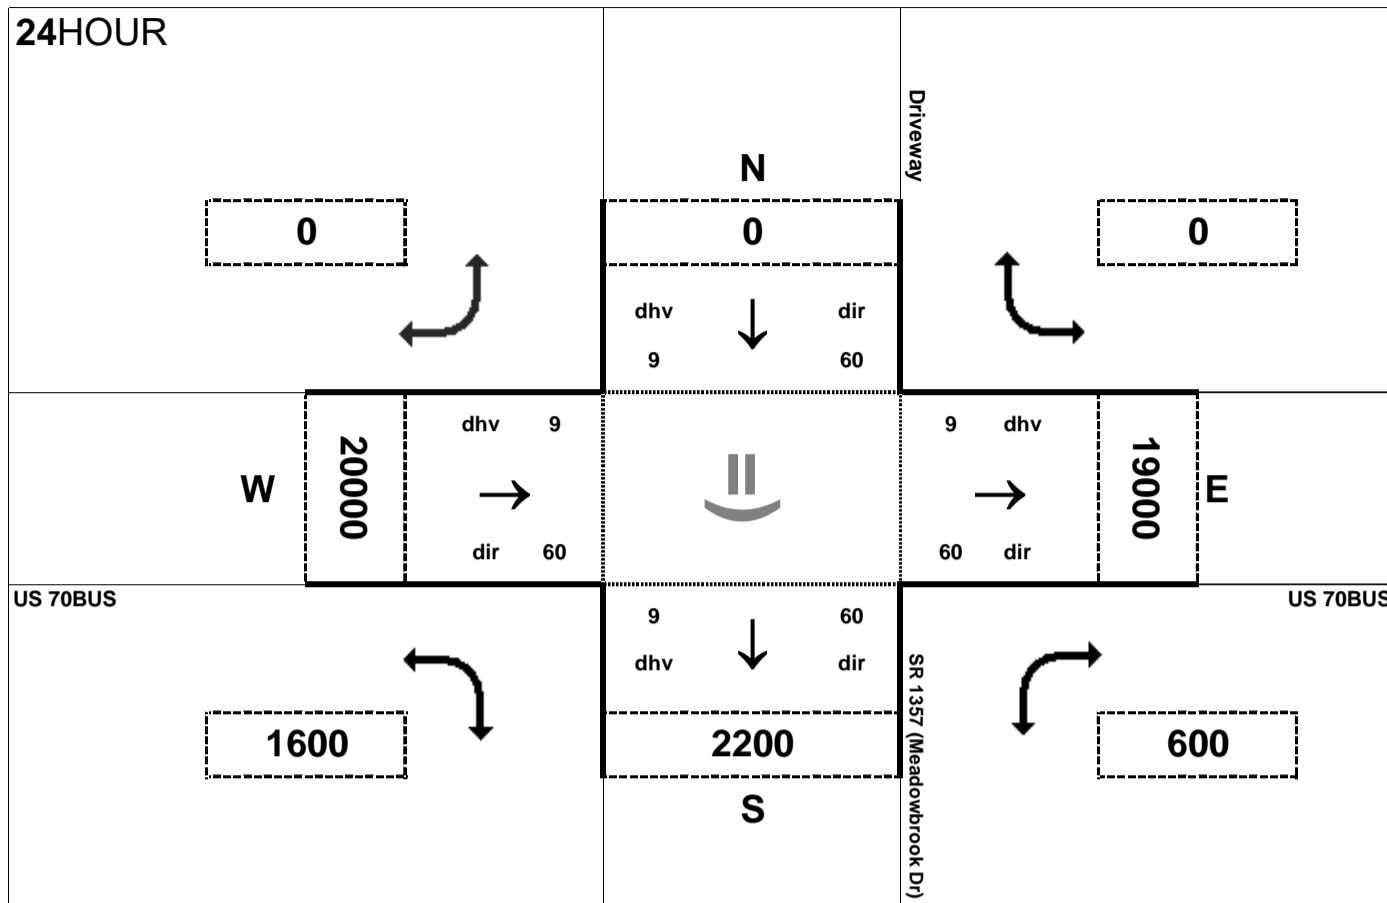 24HOUR
Driveway
N
0
0
0
dhv
dir
9
60
dhv 9
9 dhv
W
20000
19000
E
dir 60
60 dir
US 70BUS
US 70BUS
9
60
dhv
dir
SR 1357 (Meadowbrook Dr)
1600
2200
600
S